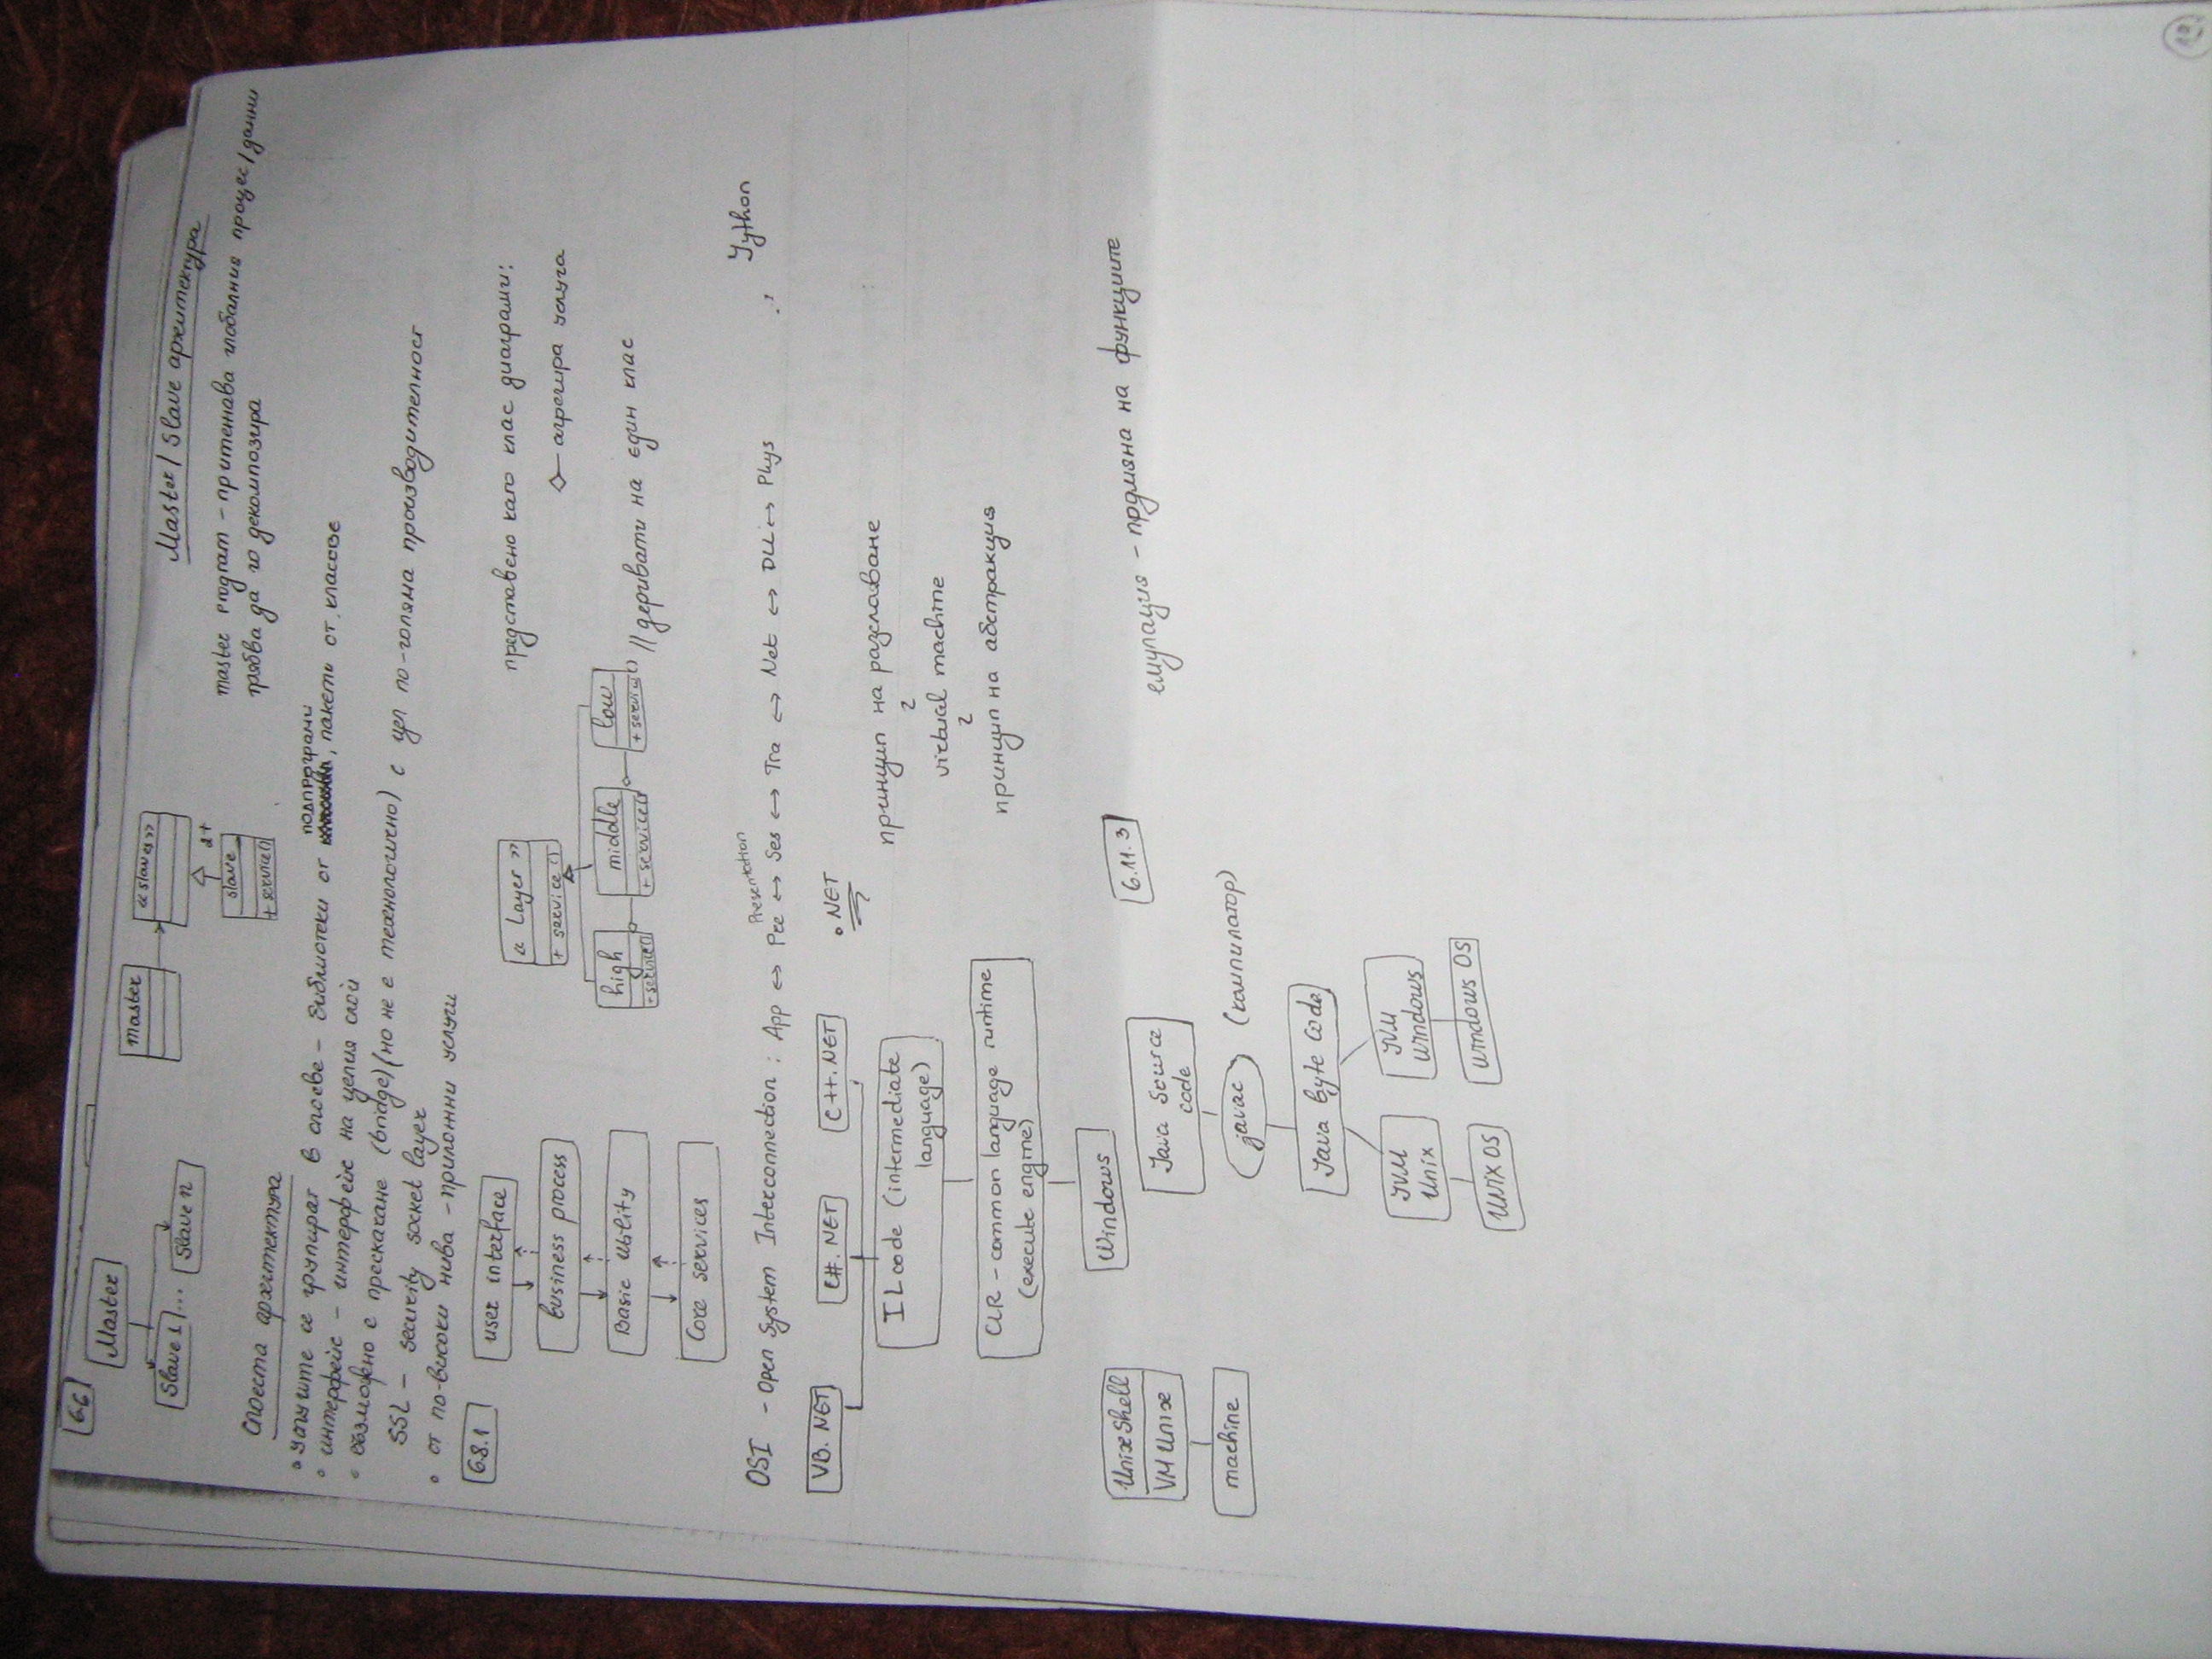 6.6
Master
Slave 1 ... Slave n
Master
«slaves»
1+
slave
+ service()
Master / Slave архитектура
master program – притежава глобалния процес/данни
трябва да го декомпозира
Слоеста архитектура
• Услугите се групират в слоеве – библиотеки от подпрограми, пакети от класове
• интерфейс – интерфейс на целия слой
• възможно е прескачане (bridge) (но не е технологично) с цел по-голяма производителност
SSL – security socket layer
• от по-високи нива – приложни услуги
6.8.1
user interface
business process
Basic utility
Core services
« Layer »
+ service()
high
+ service()
middle
+ service()
low
+ service()
представено като клас диаграми:
агрегира услуга
// деривати на един клас
OSI – Open System Interconnection : App ↔ Pre ↔ Ses ↔ Tra ↔ Net ↔ DLi ↔ Phys
Presentation
Jython
VB.NET
C#.NET
C++.NET
• .NET
IL code (intermediate
language)
CLR – common language runtime
(execute engine)
Windows
принцип на разслояване
virtual machine
принцип на абстракция
Unix Shell
VM Unix
machine
Java Source
code
javac (компилатор)
Java Byte Code
JVM
Unix
JVM
Windows
UNIX OS
Windows OS
6.11.3
емулация – прдмяна на функциите